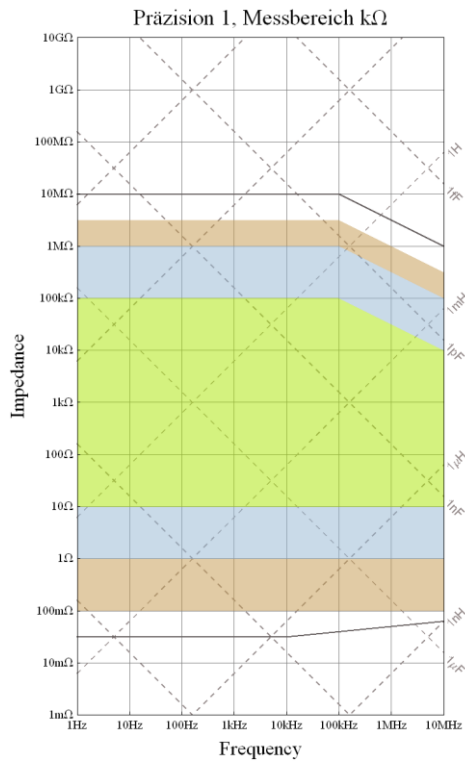 Präzision 1, Messbereich kΩ
10GΩ
1GΩ
100MΩ
10MΩ
1MΩ
100kΩ
10kΩ
1kΩ
100Ω
10Ω
1Ω
100mΩ
10mΩ
1mΩ
Impedance
1H
1fF
1mH
1pF
1µH
1nF
1nH
1µF
1Hz 10Hz 100Hz 1kHz 10kHz 100kHz 1MHz 10MHz
Frequency